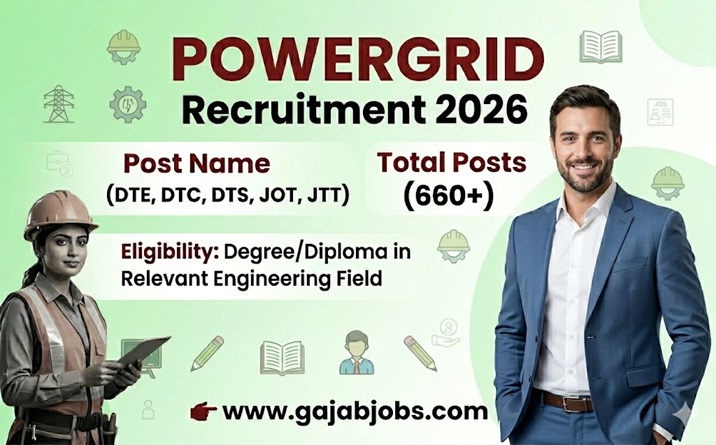 POWERGRID
Recruitment 2026
Post Name
(DTE, DTC, DTS, JOT, JTT)
Total Posts
(660+)
Eligibility: Degree/Diploma in
Relevant Engineering Field
www.gajabjobs.com